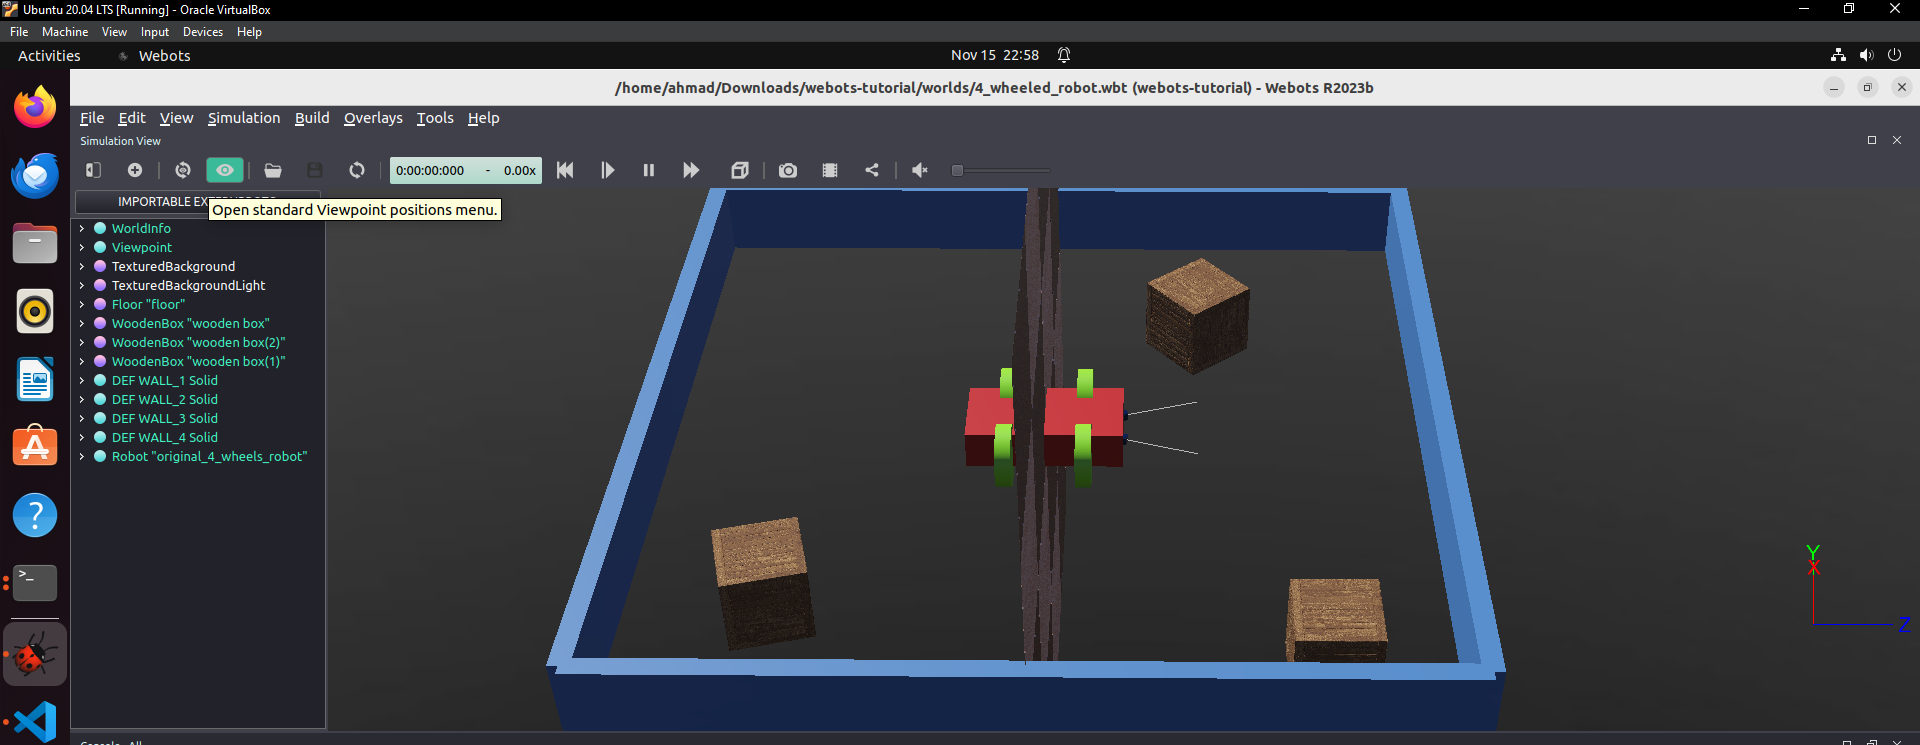 Ubuntu 20.04 LTS [Running] - Oracle VirtualBox
File Machine View Input Devices Help
Activities Webots Nov 15 22:58
/home/ahmad/Downloads/webots-tutorial/worlds/4_wheeled_robot.wbt (webots-tutorial) - Webots R2023b
File Edit View Simulation Build Overlays Tools Help
Simulation View
0:00:00:000 - 0.00x
IMPORTABLE
Open standard Viewpoint positions menu.
WorldInfo
Viewpoint
TexturedBackground
TexturedBackgroundLight
Floor "floor"
WoodenBox "wooden box"
WoodenBox "wooden box(2)"
WoodenBox "wooden box(1)"
DEF WALL_1 Solid
DEF WALL_2 Solid
DEF WALL_3 Solid
DEF WALL_4 Solid
Robot "original_4_wheels_robot"
Y
X
Z
Console - All